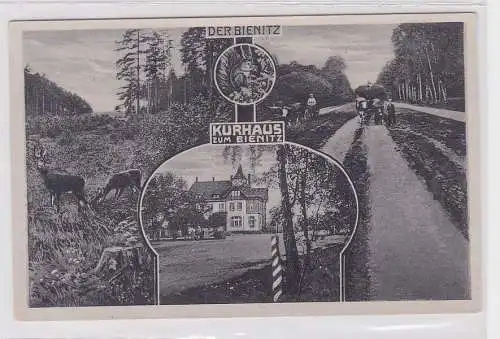 DER BIENITZ
KURHAUS
ZUM BIENITZ